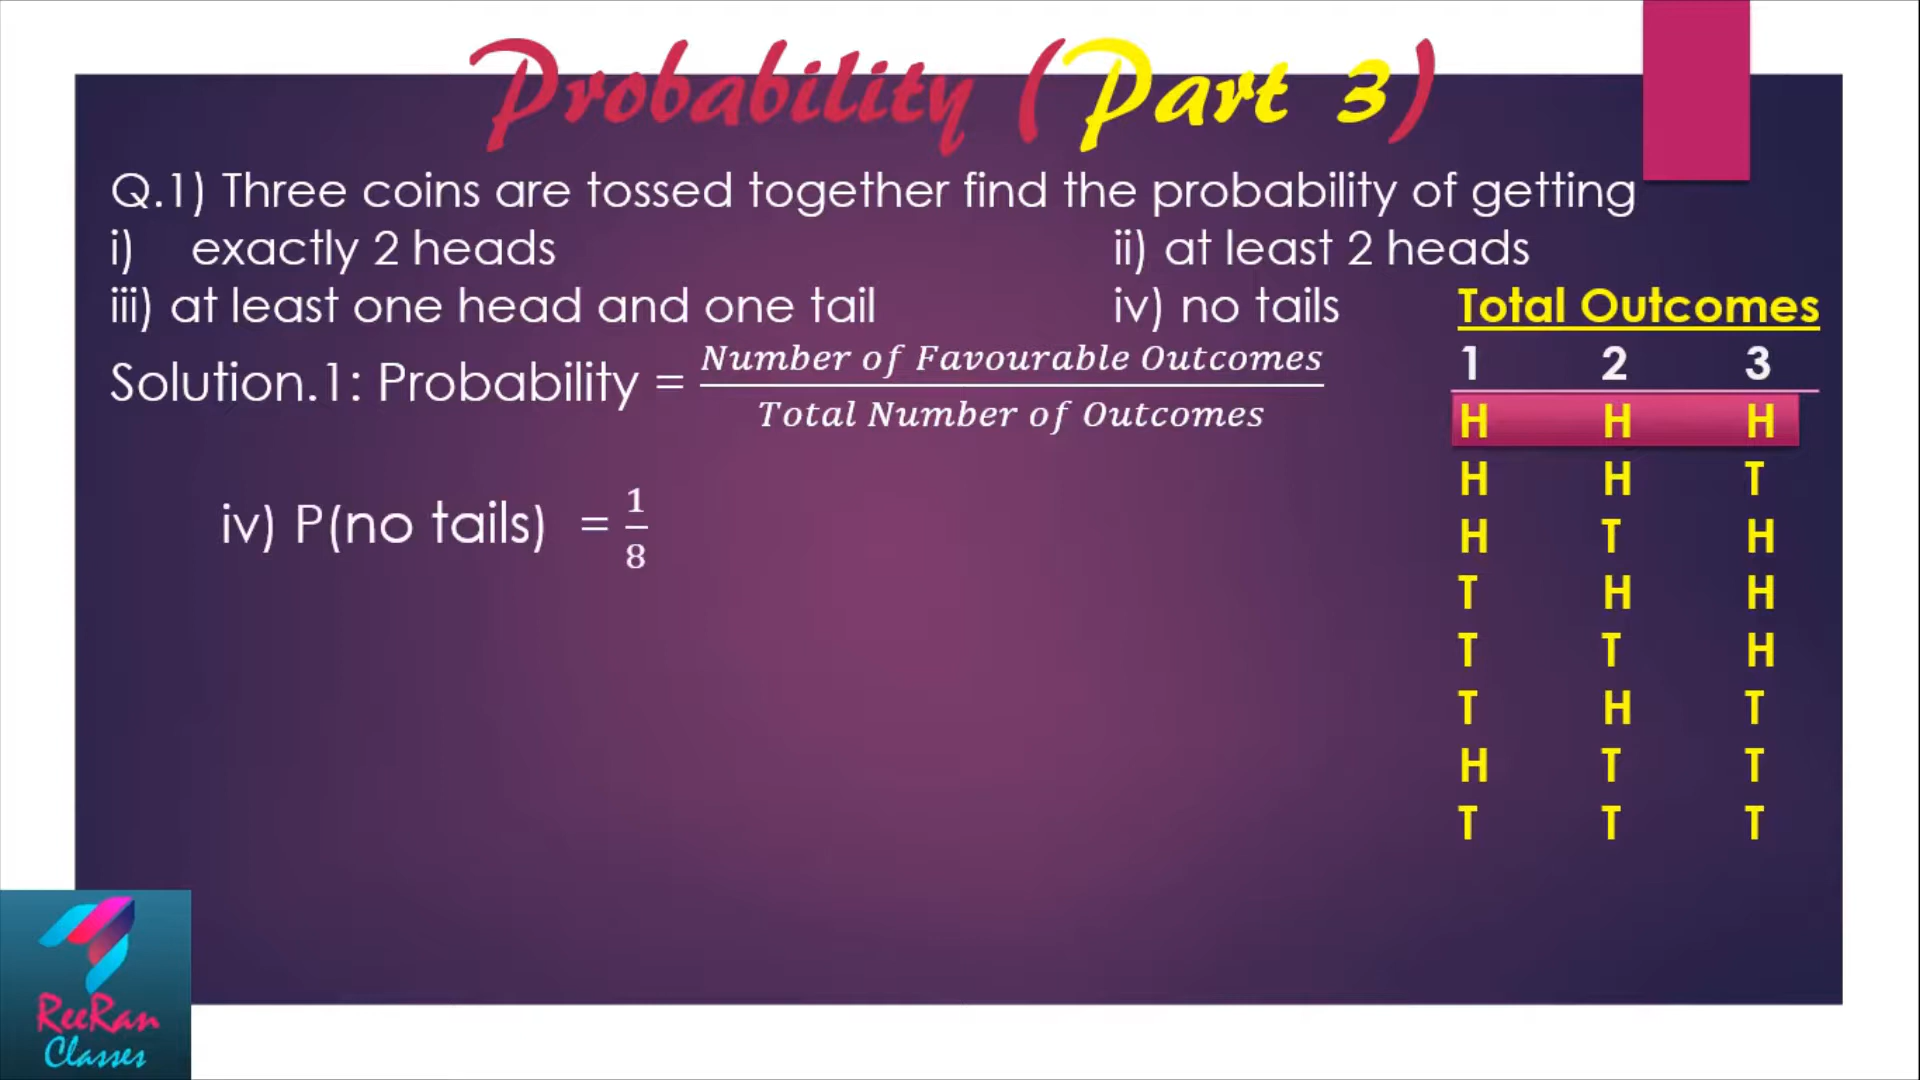 Probability (Part 3)
Q.1) Three coins are tossed together find the probability of getting
i) exactly 2 heads ii) at least 2 heads
iii) at least one head and one tail iv) no tails
Solution.1: Probability = Number of Favourable Outcomes / Total Number of Outcomes
iv) P(no tails) = 1/8
Total Outcomes
1 2 3
H H H
H H T
H T H
T H H
T T H
T H T
H T T
T T T
ReeRan
Classes